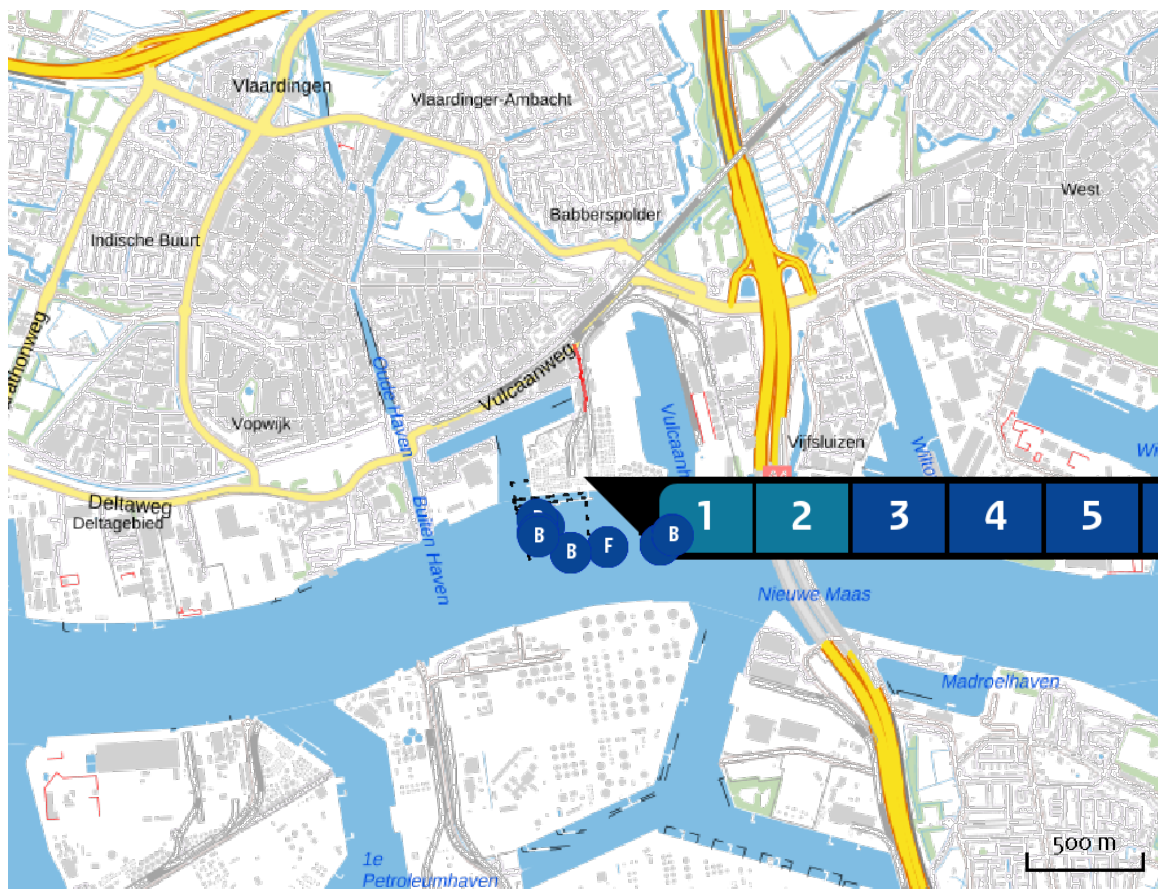 Vlaardingen
Vlaardinger-Ambacht
West
Babberspolder
Indische Buurt
Vulcaanweg
Oude Haven
Vopwijk
Vijfsluizen
Deltaweg
Deltagebied
Buiten Haven
B
B
F
B
1 2 3 4 5
Nieuwe Maas
Madroelhaven
500 m
1e
Petroleumhaven